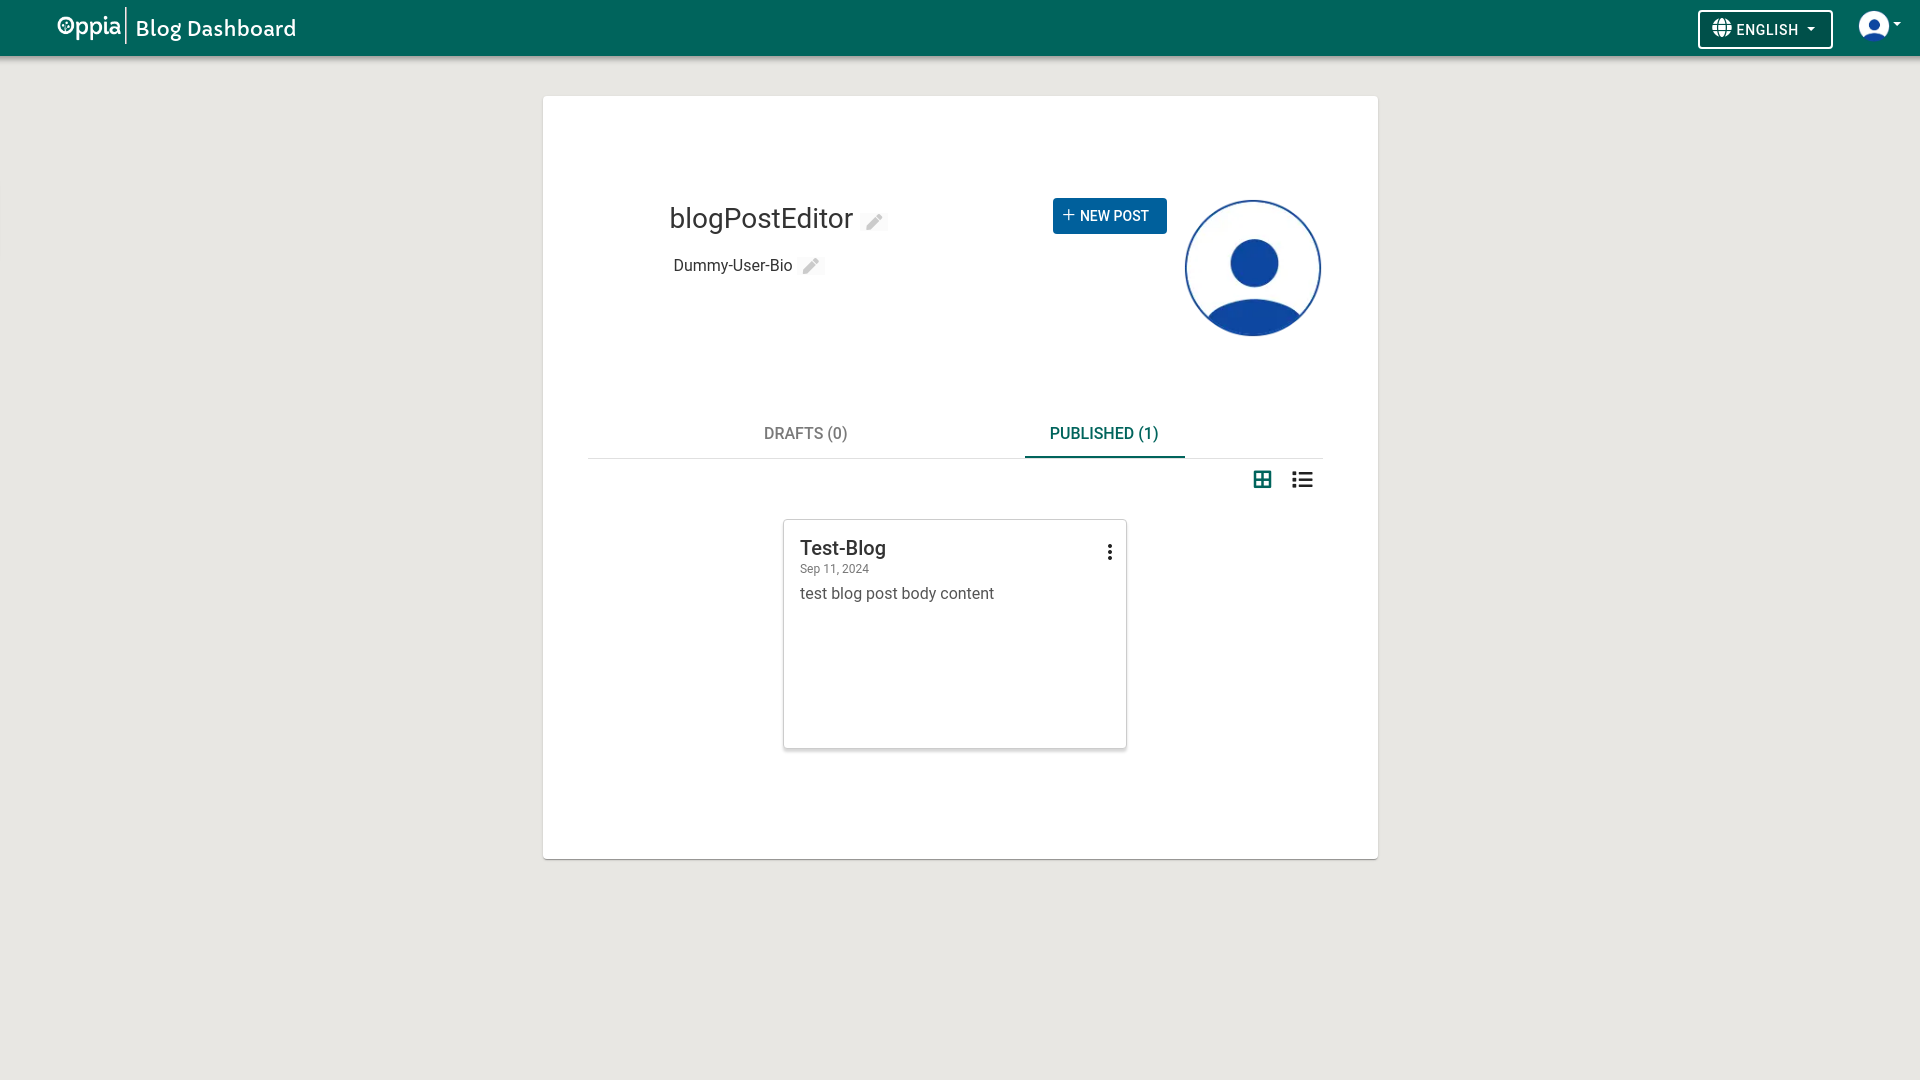 Oppia
Blog Dashboard
ENGLISH
blogPostEditor
+ NEW POST
Dummy-User-Bio
DRAFTS (0)
PUBLISHED (1)
Test-Blog
Sep 11, 2024
test blog post body content